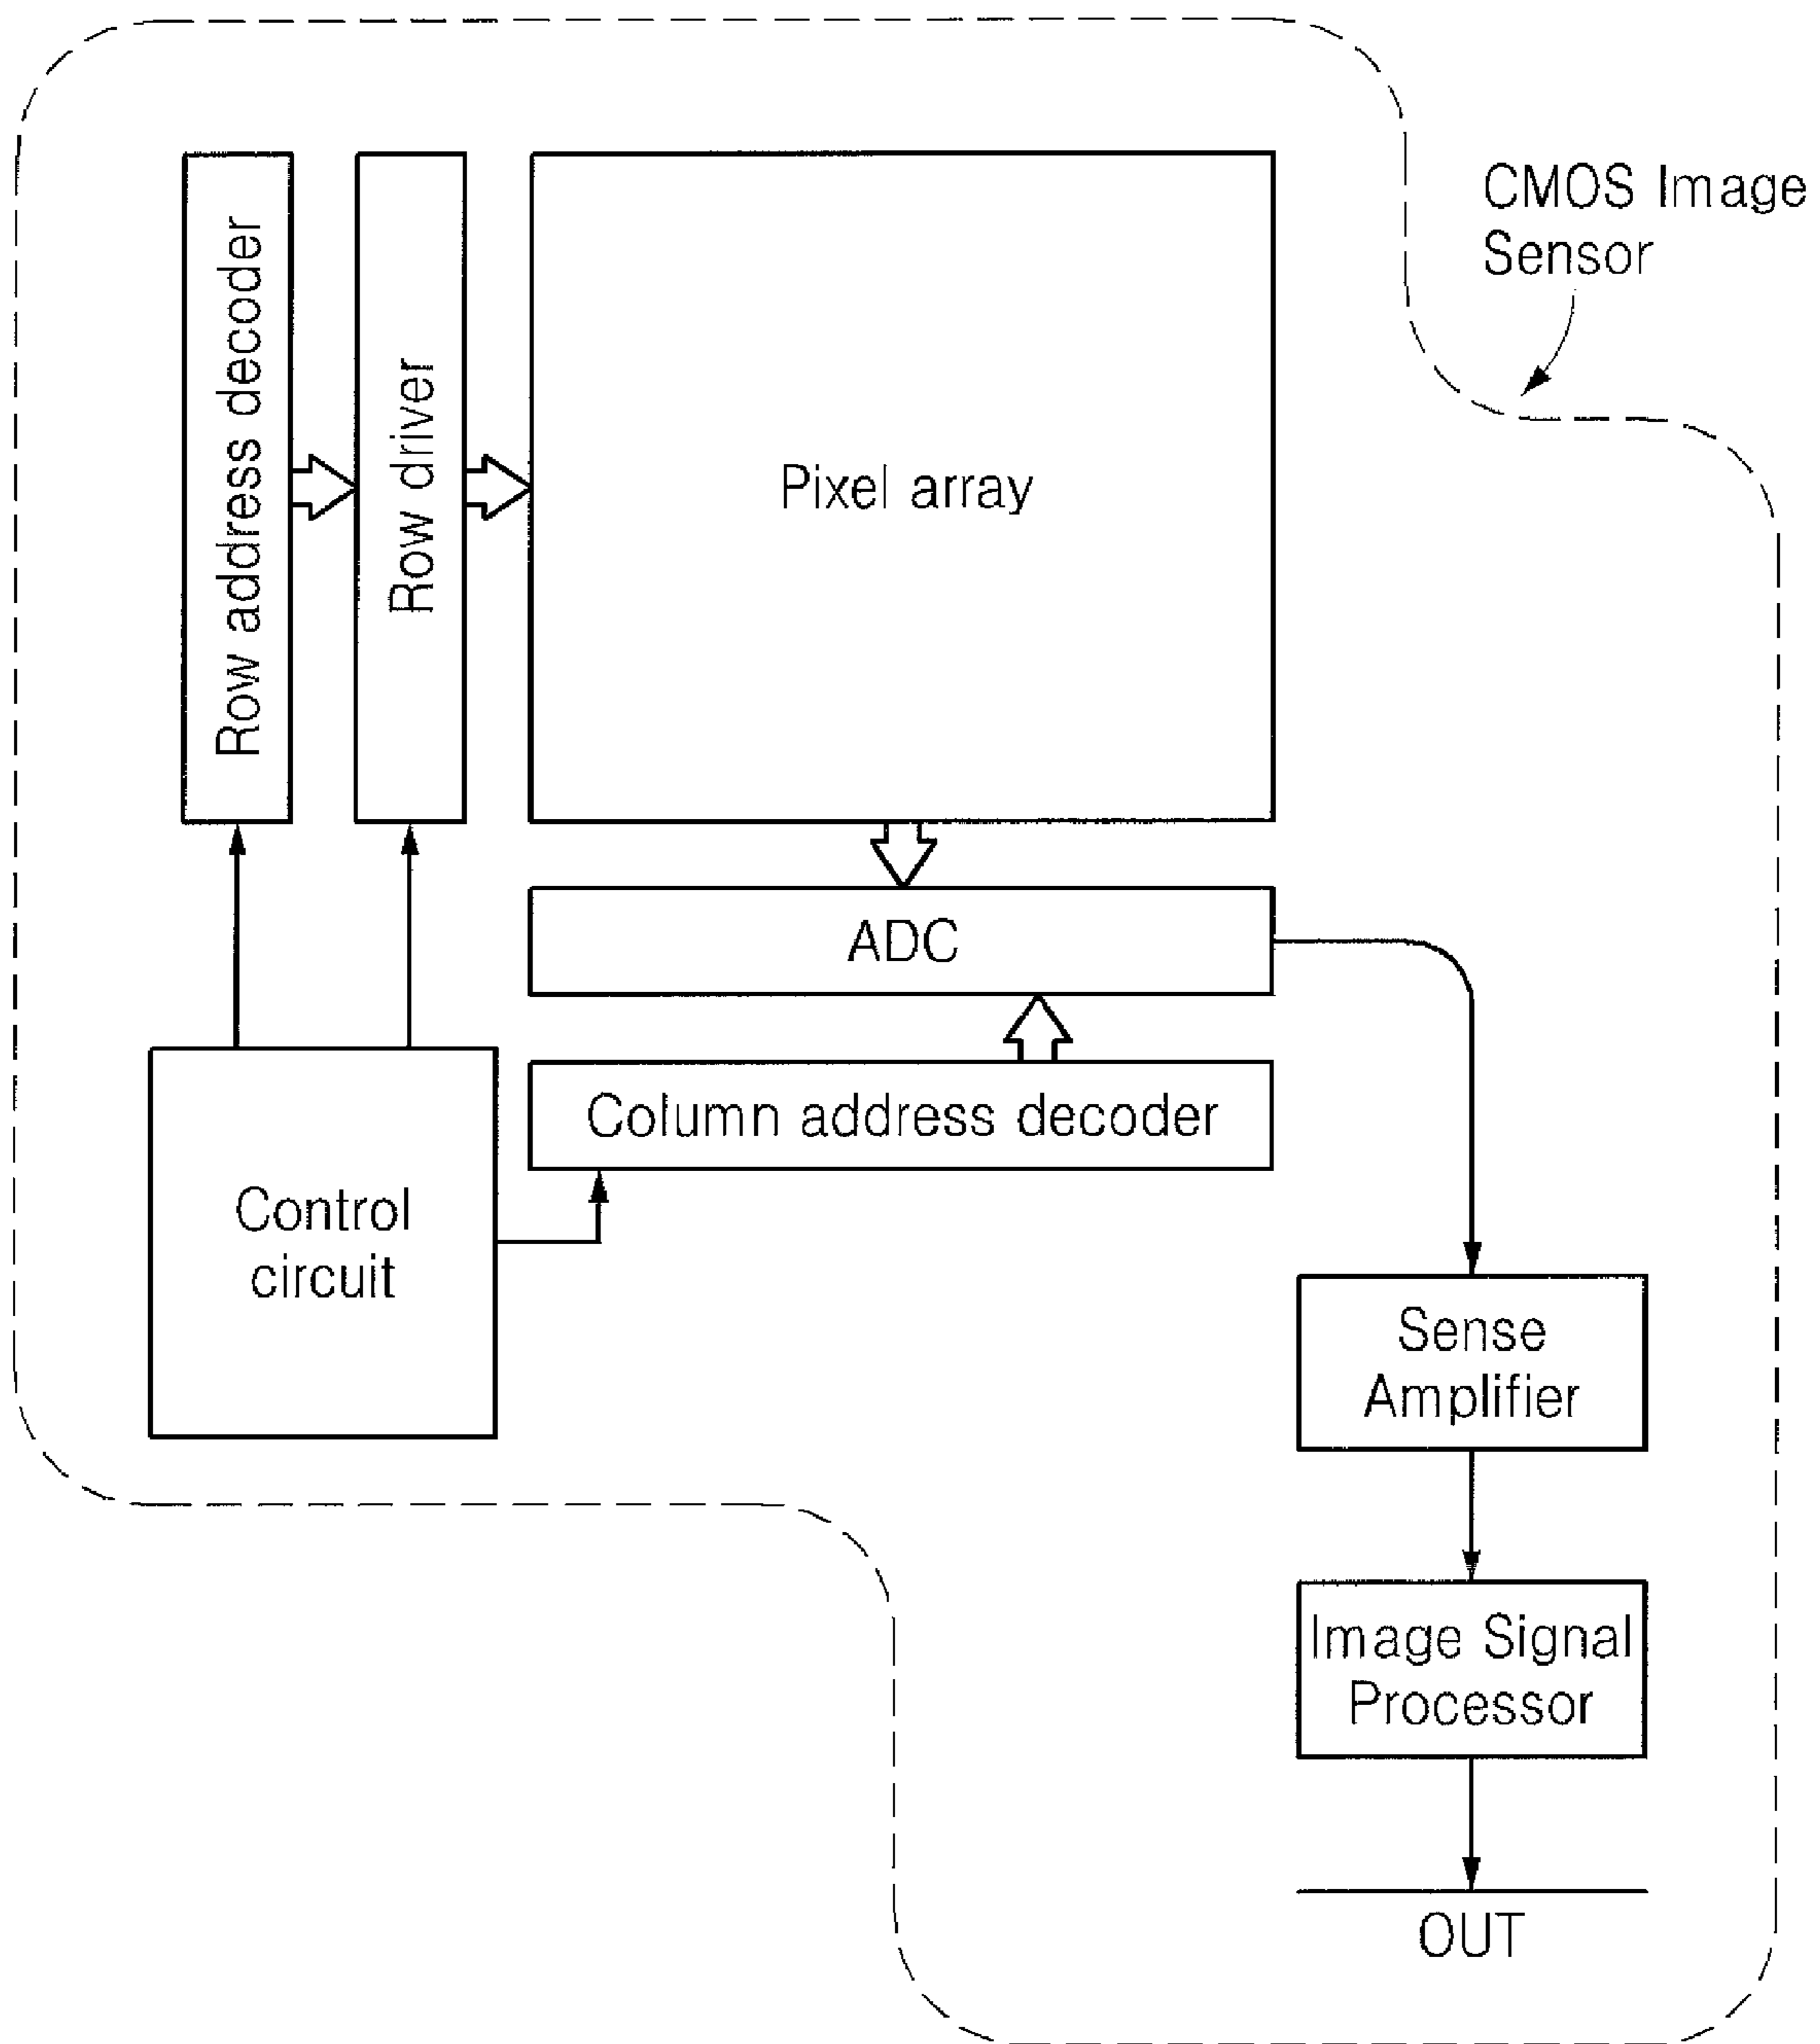 CMOS Image
Sensor
Row address decoder
Row driver
Pixel array
ADC
Column address decoder
Control
circuit
Sense
Amplifier
Image Signal
Processor
OUT